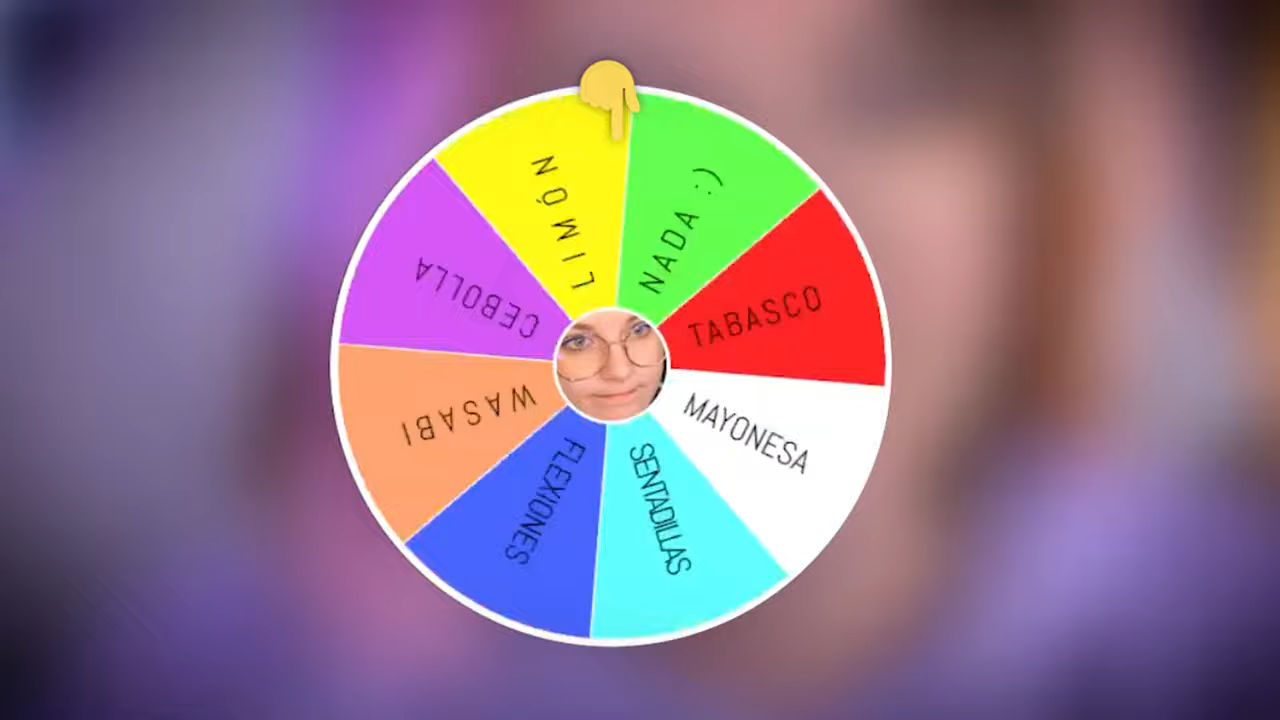 LIMÓN
NADA :)
TABASCO
MAYONESA
SENTADILLAS
FLEXIONES
WASABI
CEBOLLA